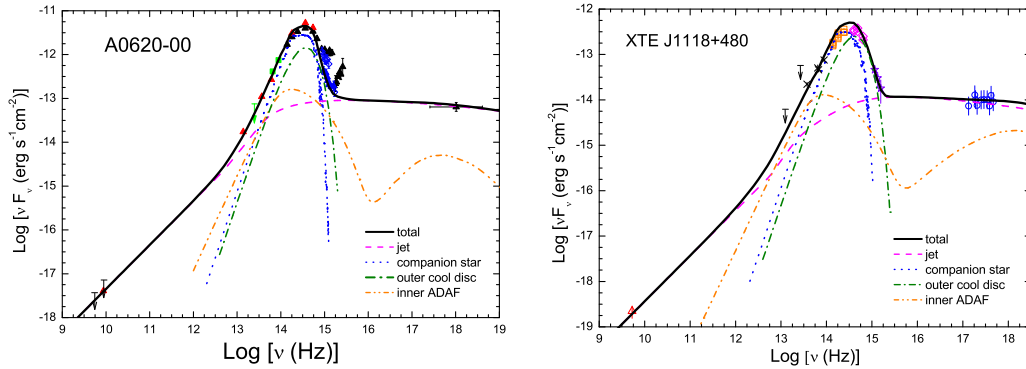 A0620-00
Log [ν Fν (erg s⁻¹cm⁻²)]
-11
-12
-13
-14
-15
-16
-17
-18
total
jet
companion star
outer cool disc
inner ADAF
9 10 11 12 13 14 15 16 17 18 19
Log [ν (Hz)]
XTE J1118+480
Log [νFν (erg s⁻¹cm⁻²)]
-12
-13
-14
-15
-16
-17
-18
-19
total
jet
companion star
outer cool disc
inner ADAF
9 10 11 12 13 14 15 16 17 18
Log [ν (Hz)]